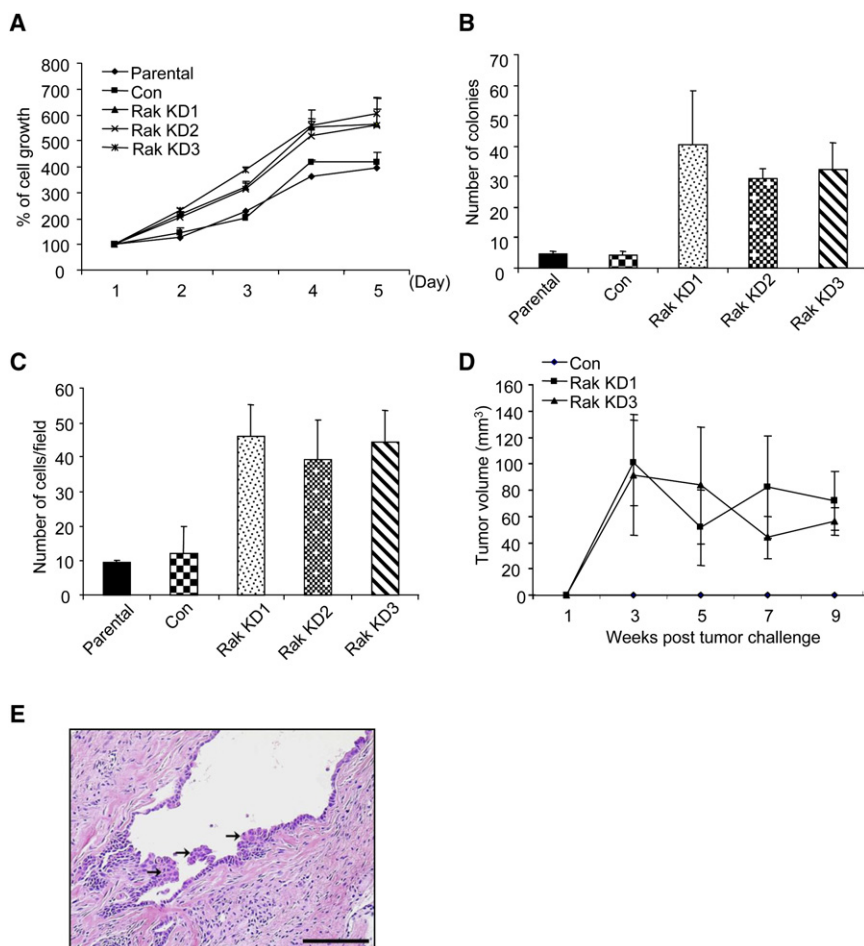 A
% of cell growth
800
700
600
500
400
300
200
100
0
Parental
Con
Rak KD1
Rak KD2
Rak KD3
1 2 3 4 5 (Day)
B
Number of colonies
70
60
50
40
30
20
10
0
Parental
Con
Rak KD1
Rak KD2
Rak KD3
C
Number of cells/field
60
50
40
30
20
10
0
Parental
Con
Rak KD1
Rak KD2
Rak KD3
D
Con
Rak KD1
Rak KD3
Tumor volume (mm³)
160
140
120
100
80
60
40
20
0
1 3 5 7 9
Weeks post tumor challenge
E